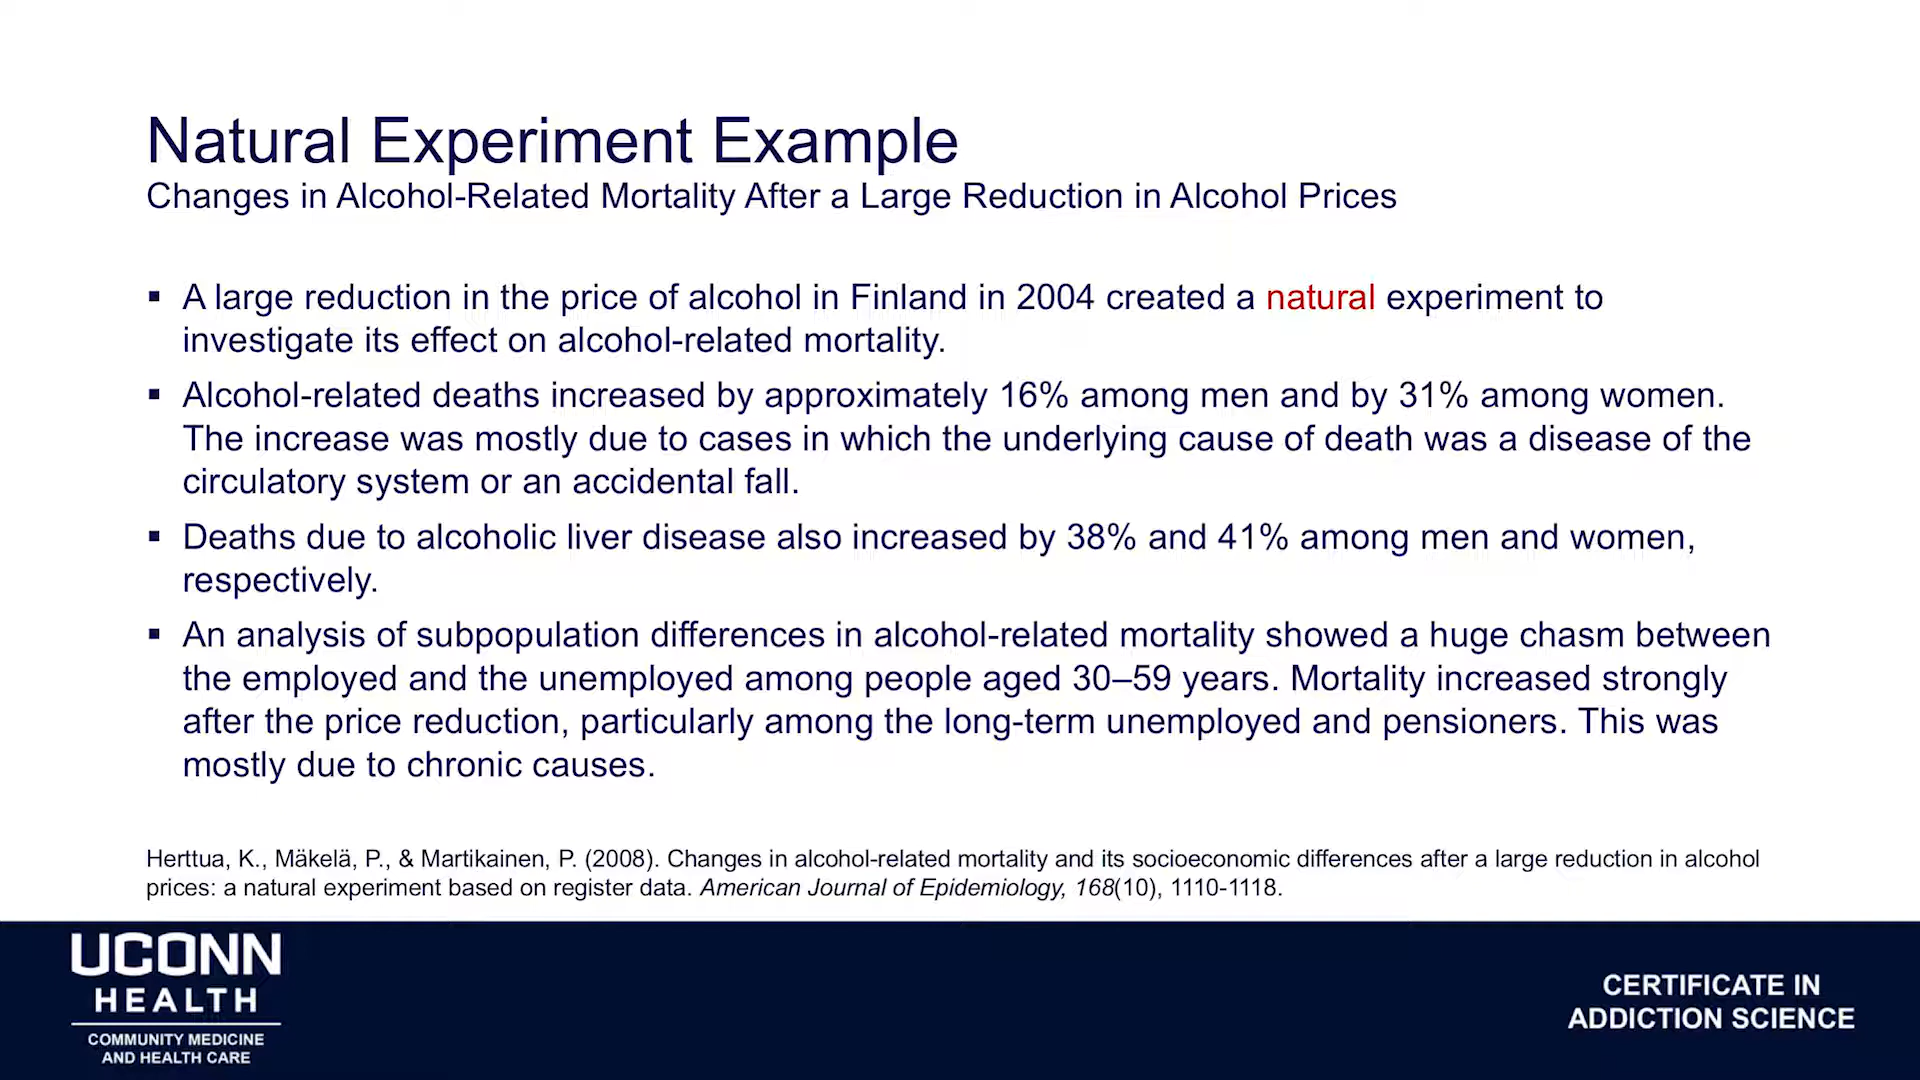 Natural Experiment Example
Changes in Alcohol-Related Mortality After a Large Reduction in Alcohol Prices
▪ A large reduction in the price of alcohol in Finland in 2004 created a natural experiment to
investigate its effect on alcohol-related mortality.
▪ Alcohol-related deaths increased by approximately 16% among men and by 31% among women.
The increase was mostly due to cases in which the underlying cause of death was a disease of the
circulatory system or an accidental fall.
▪ Deaths due to alcoholic liver disease also increased by 38% and 41% among men and women,
respectively.
▪ An analysis of subpopulation differences in alcohol-related mortality showed a huge chasm between
the employed and the unemployed among people aged 30–59 years. Mortality increased strongly
after the price reduction, particularly among the long-term unemployed and pensioners. This was
mostly due to chronic causes.
Herttua, K., Mäkelä, P., & Martikainen, P. (2008). Changes in alcohol-related mortality and its socioeconomic differences after a large reduction in alcohol
prices: a natural experiment based on register data. American Journal of Epidemiology, 168(10), 1110-1118.
UCONN
HEALTH
COMMUNITY MEDICINE
AND HEALTH CARE
CERTIFICATE IN
ADDICTION SCIENCE